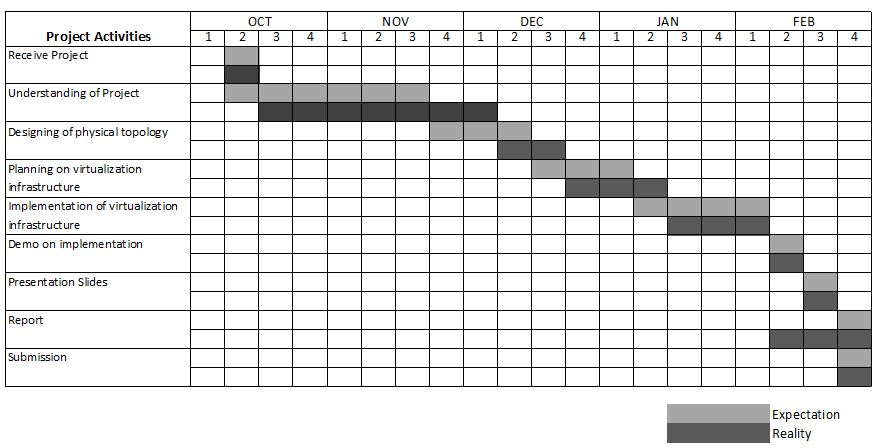 OCT NOV DEC JAN FEB
Project Activities 1 2 3 4 1 2 3 4 1 2 3 4 1 2 3 4 1 2 3 4
Receive Project
Understanding of Project
Designing of physical topology
Planning on virtualization
infrastructure
Implementation of virtualization
infrastructure
Demo on implementation
Presentation Slides
Report
Submission
Expectation
Reality